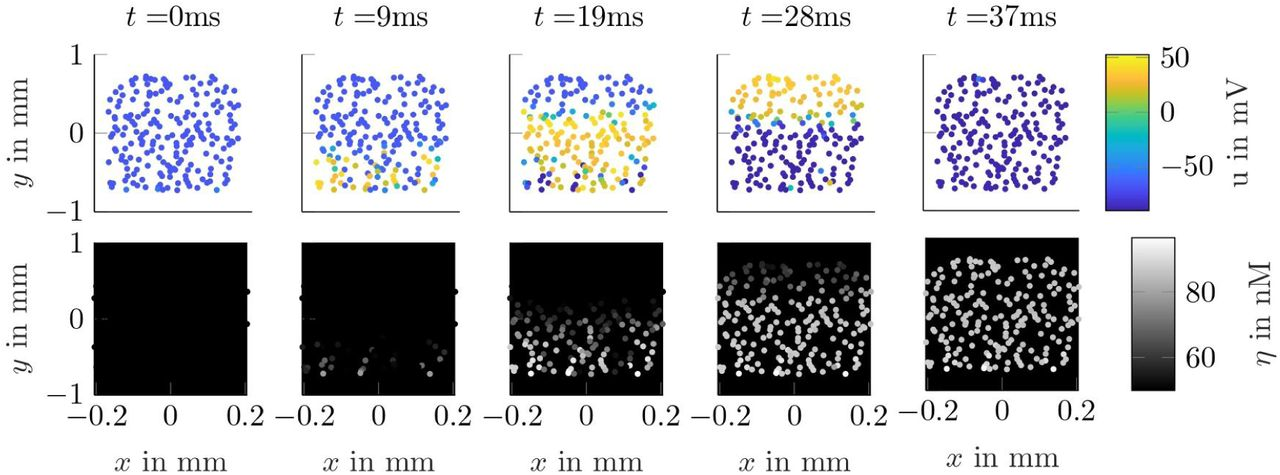 t =0ms t =9ms t =19ms t =28ms t =37ms
1
0
−1
y in mm
50
0
−50
u in mV
1
0
−1
y in mm
80
60
η in nM
−0.2 0 0.2 −0.2 0 0.2 −0.2 0 0.2 −0.2 0 0.2 −0.2 0 0.2
x in mm x in mm x in mm x in mm x in mm